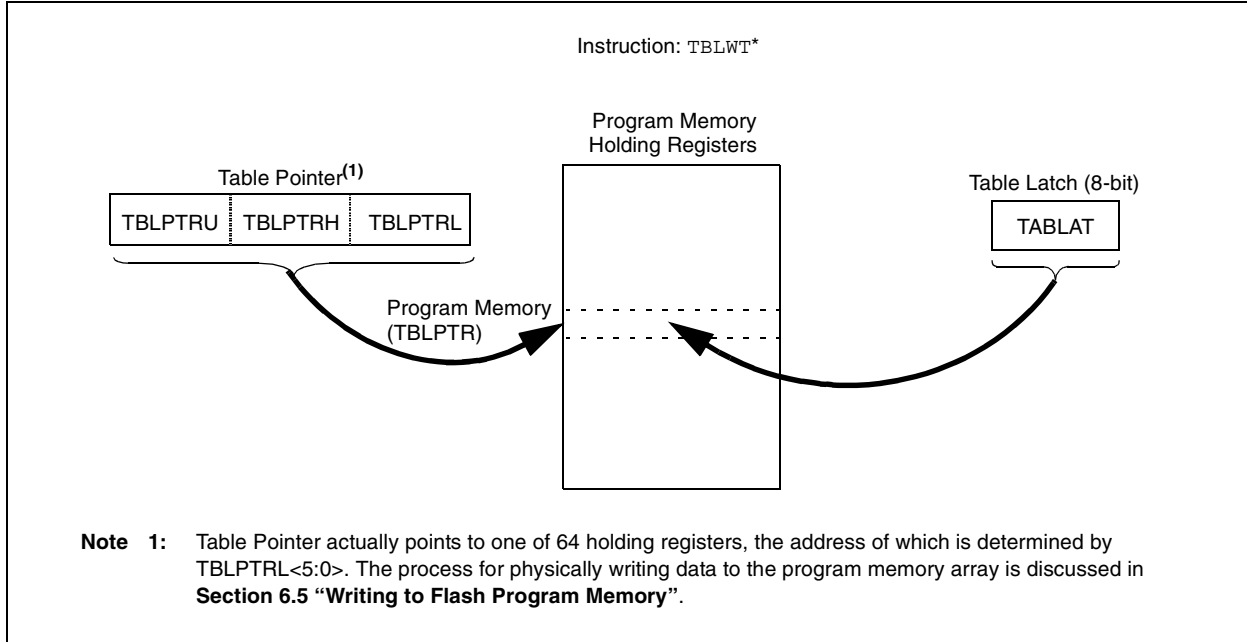 Instruction: TBLWT*
Program Memory
Holding Registers
Table Pointer(1)
Table Latch (8-bit)
TBLPTRU TBLPTRH TBLPTRL
TABLAT
Program Memory
(TBLPTR)
Note 1: Table Pointer actually points to one of 64 holding registers, the address of which is determined by
TBLPTRL<5:0>. The process for physically writing data to the program memory array is discussed in
Section 6.5 “Writing to Flash Program Memory”.